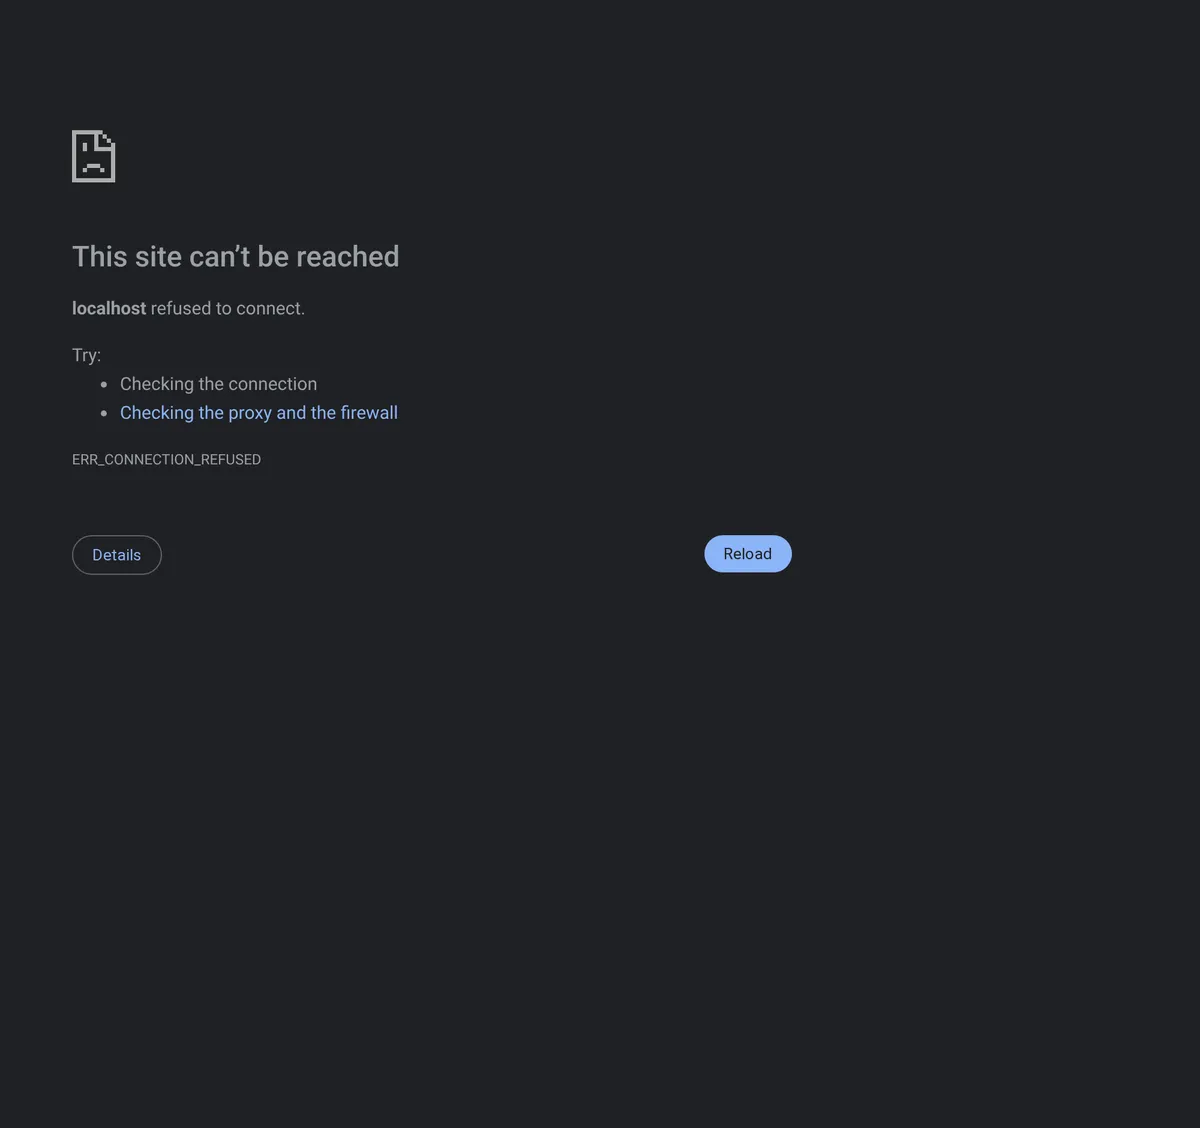 This site can’t be reached
localhost refused to connect.
Try:
Checking the connection
Checking the proxy and the firewall
ERR_CONNECTION_REFUSED
Details
Reload